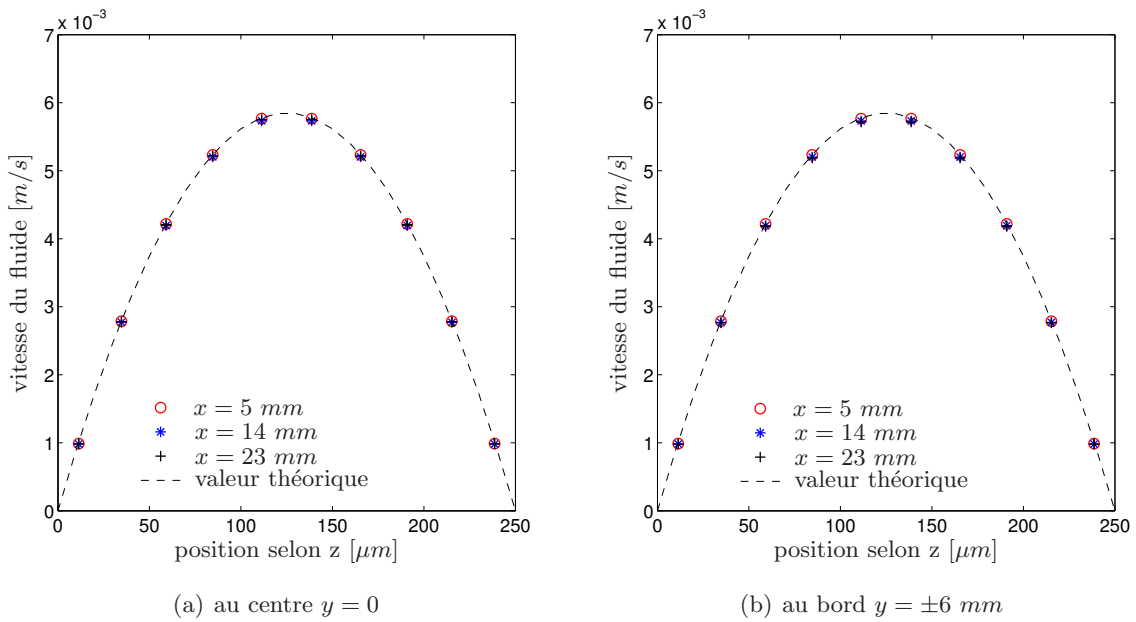 x 10⁻³
7
6
5
4
3
2
1
0
vitesse du fluide [m/s]
x = 5 mm
x = 14 mm
x = 23 mm
valeur théorique
0 50 100 150 200 250
position selon z [μm]
(a) au centre y = 0
x 10⁻³
7
6
5
4
3
2
1
0
vitesse du fluide [m/s]
x = 5 mm
x = 14 mm
x = 23 mm
valeur théorique
0 50 100 150 200 250
position selon z [μm]
(b) au bord y = ±6 mm